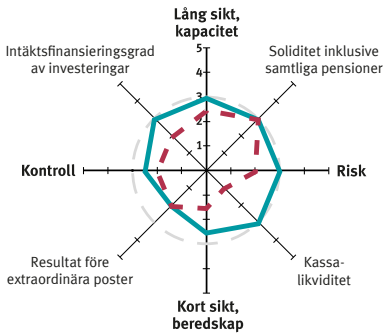 Lång sikt,
kapacitet
Intäktsfinansieringsgrad
av investeringar
Soliditet inklusive
samtliga pensioner
5
4
3
2
1
Kontroll
Risk
Resultat före
extraordinära poster
Kassa-
likviditet
Kort sikt,
beredskap